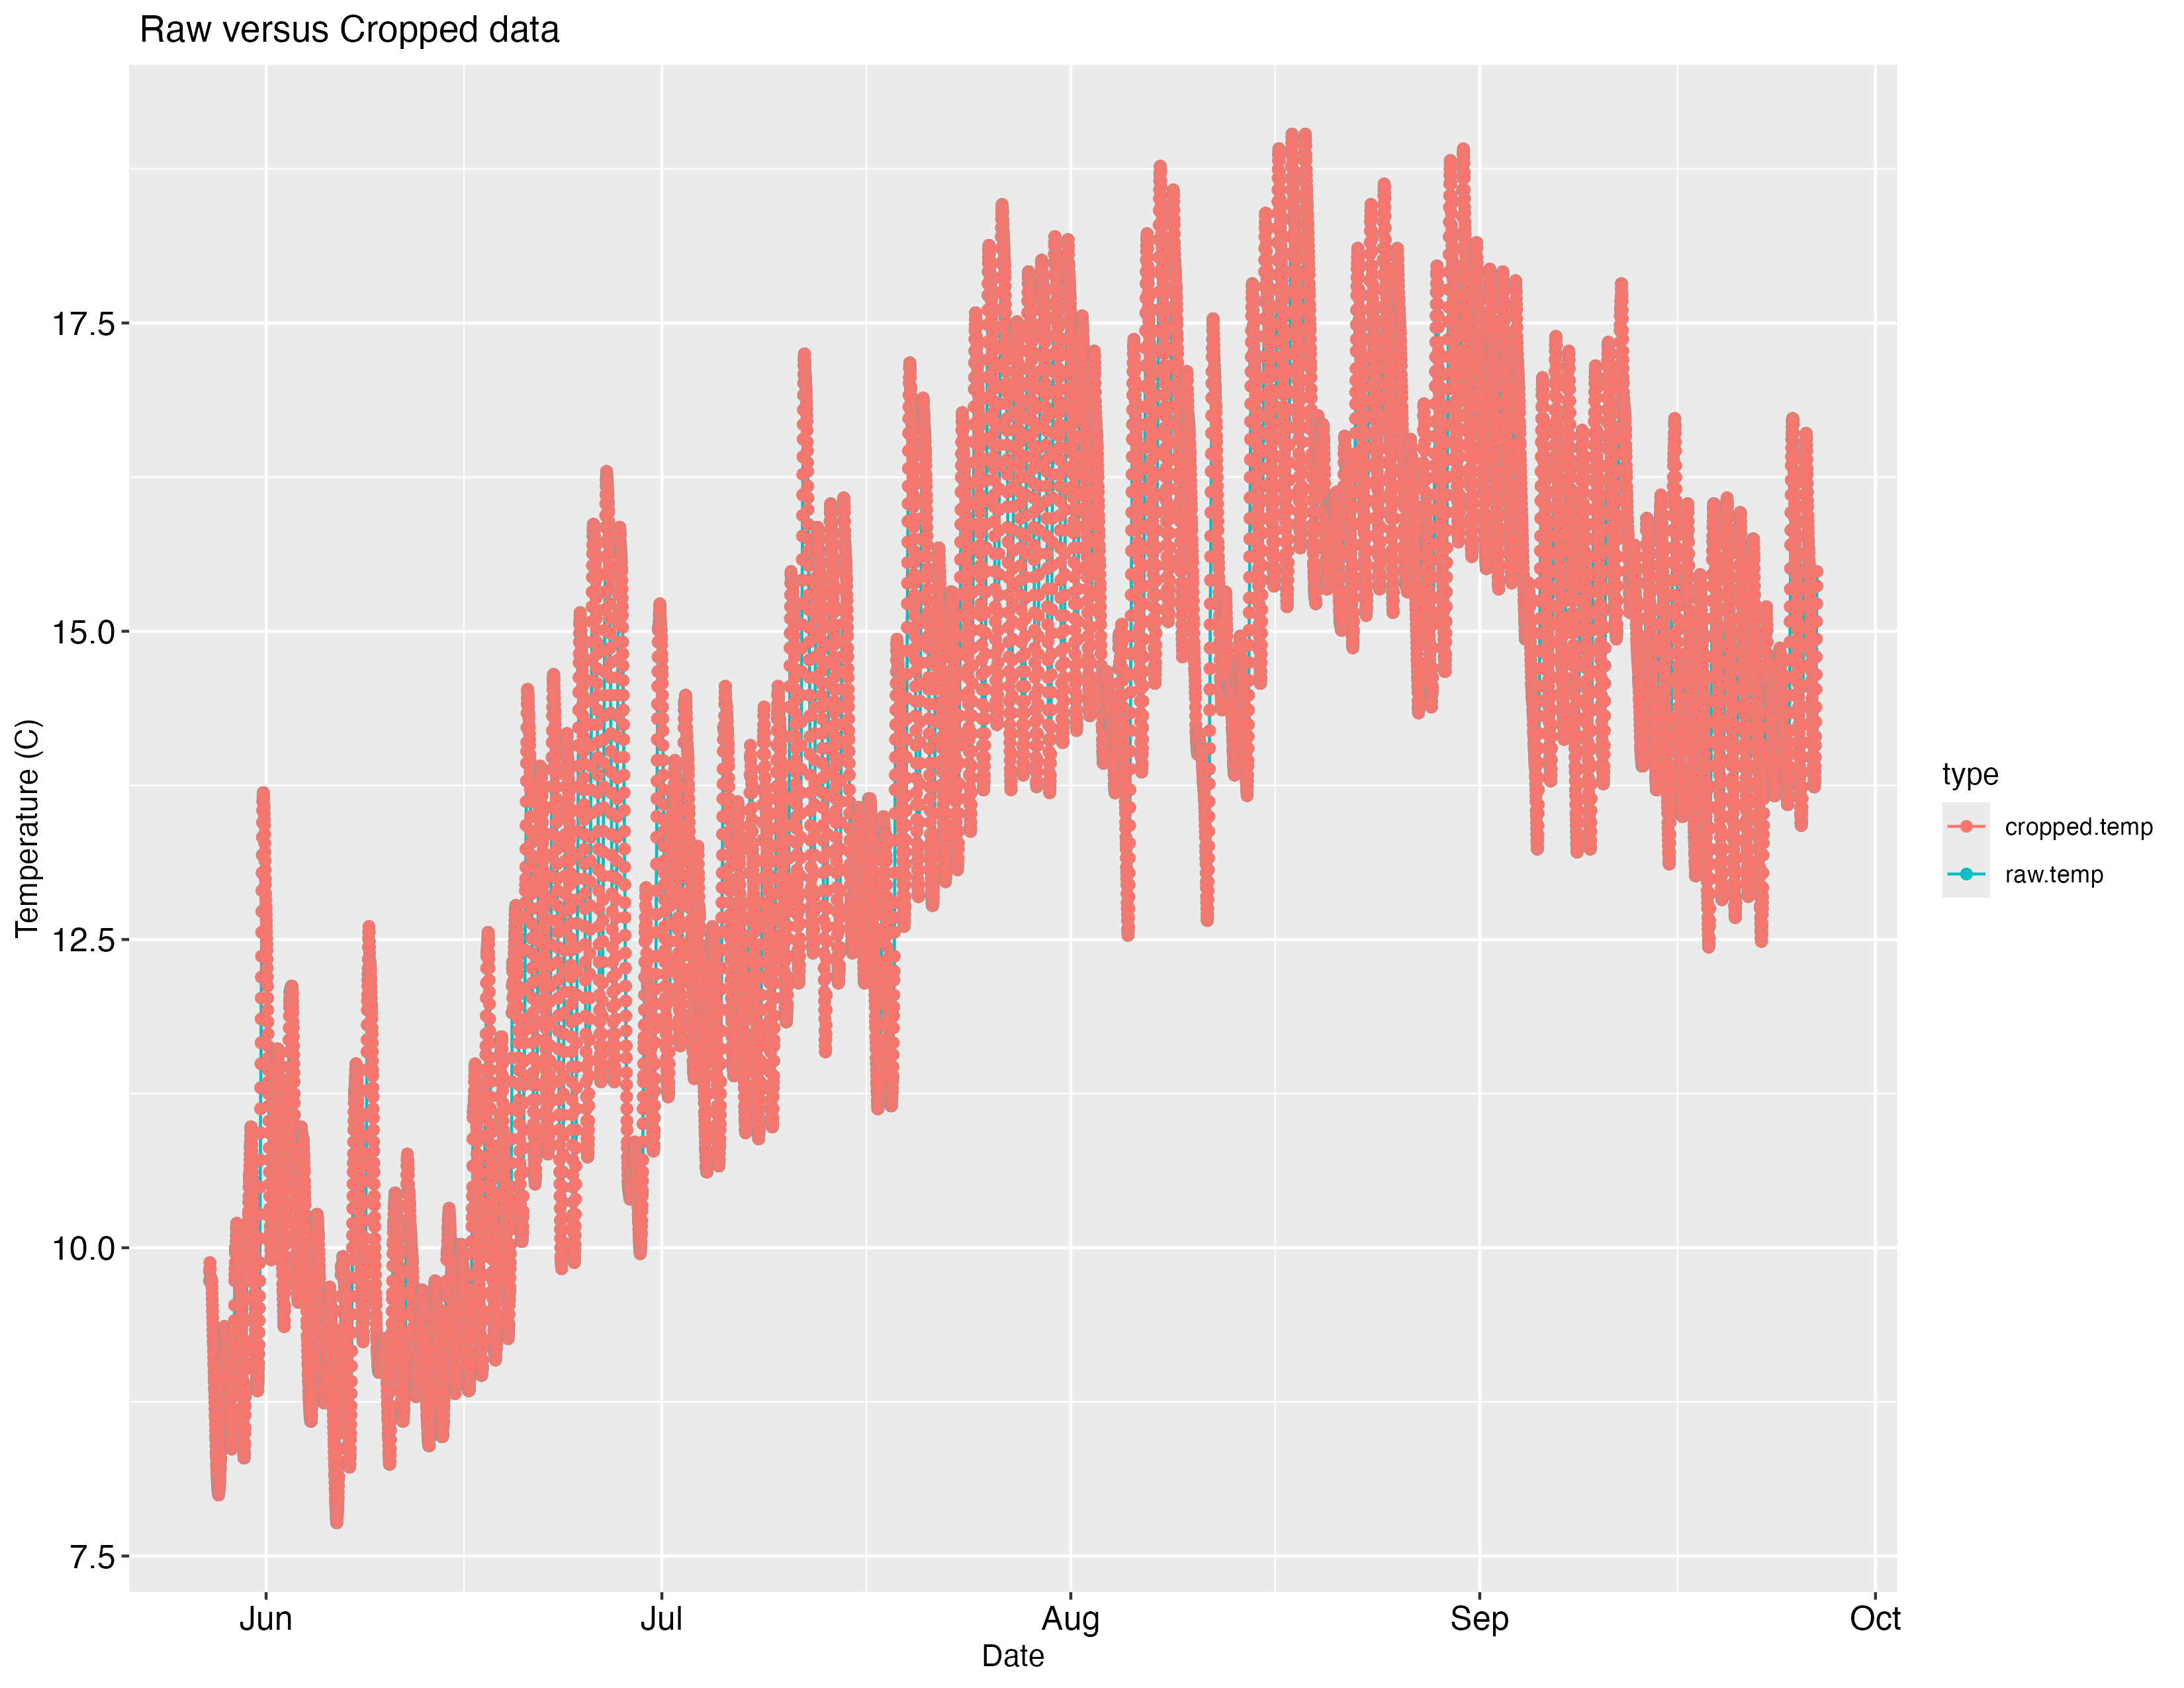 Raw versus Cropped data
Temperature (C)
17.5
15.0
12.5
10.0
7.5
Jun
Jul
Aug
Sep
Oct
Date
type
cropped.temp
raw.temp